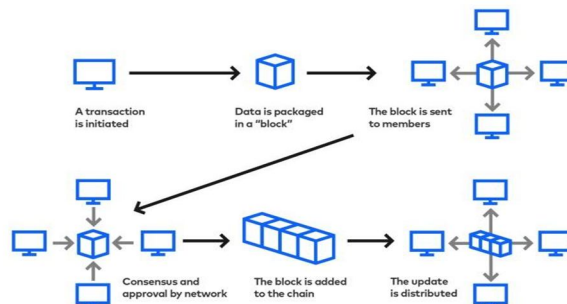 A transaction
is initiated
Data is packaged
in a “block”
The block is sent
to members
Consensus and
approval by network
The block is added
to the chain
The update
is distributed